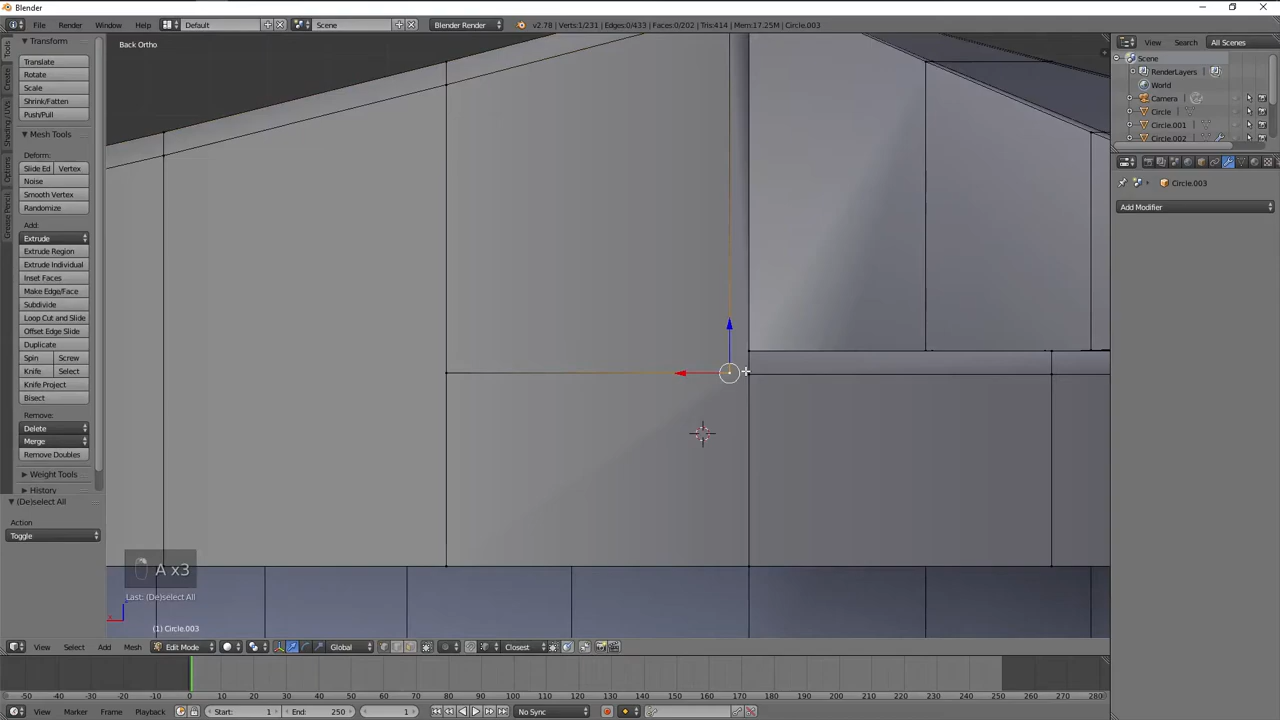 Blender
File Render Window Help Default Scene Blender Render v2.78 | Verts:1/231 | Edges:0/433 | Faces:0/202 | Tris:414 | Mem:17.25M | Circle.003
Transform
Translate
Rotate
Scale
Shrink/Fatten
Push/Pull
Mesh Tools
Deform:
Slide Ed Vertex
Noise
Smooth Vertex
Randomize
Add:
Extrude
Extrude Region
Extrude Individual
Inset Faces
Make Edge/Face
Subdivide
Loop Cut and Slide
Offset Edge Slide
Duplicate
Spin Screw
Knife Select
Knife Project
Bisect
Remove:
Delete
Merge
Remove Doubles
Weight Tools
History
(De)select All
Action
Toggle
Tools
Create
Shading / UVs
Options
Grease Pencil
Back Ortho
A x3
Last: (De)select All
(1) Circle.003
View Search All Scenes
Scene
RenderLayers
World
Camera
Circle
Circle.001
Circle.002
Circle.003
Add Modifier
View Select Add Mesh Edit Mode Global Closest
-50 -40 -30 -20 -10 0 10 20 30 40 50 60 70 80 90 100 110 120 130 140 150 160 170 180 190 200 210 220 230 240 250 260 270 280
View Marker Frame Playback Start: 1 End: 250 1 No Sync